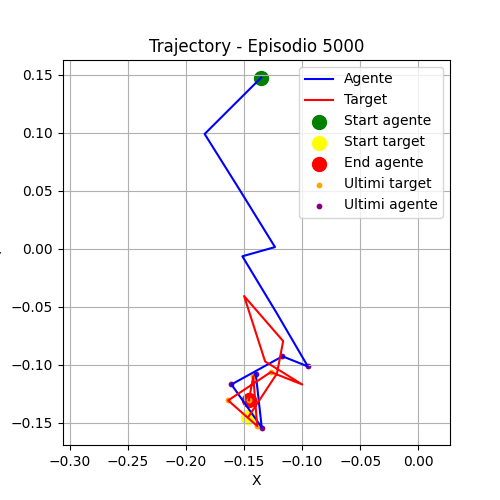 Trajectory - Episodio 5000
0.15
0.10
0.05
0.00
−0.05
−0.10
−0.15
Agente
Target
Start agente
Start target
End agente
Ultimi target
Ultimi agente
−0.30 −0.25 −0.20 −0.15 −0.10 −0.05 0.00
X